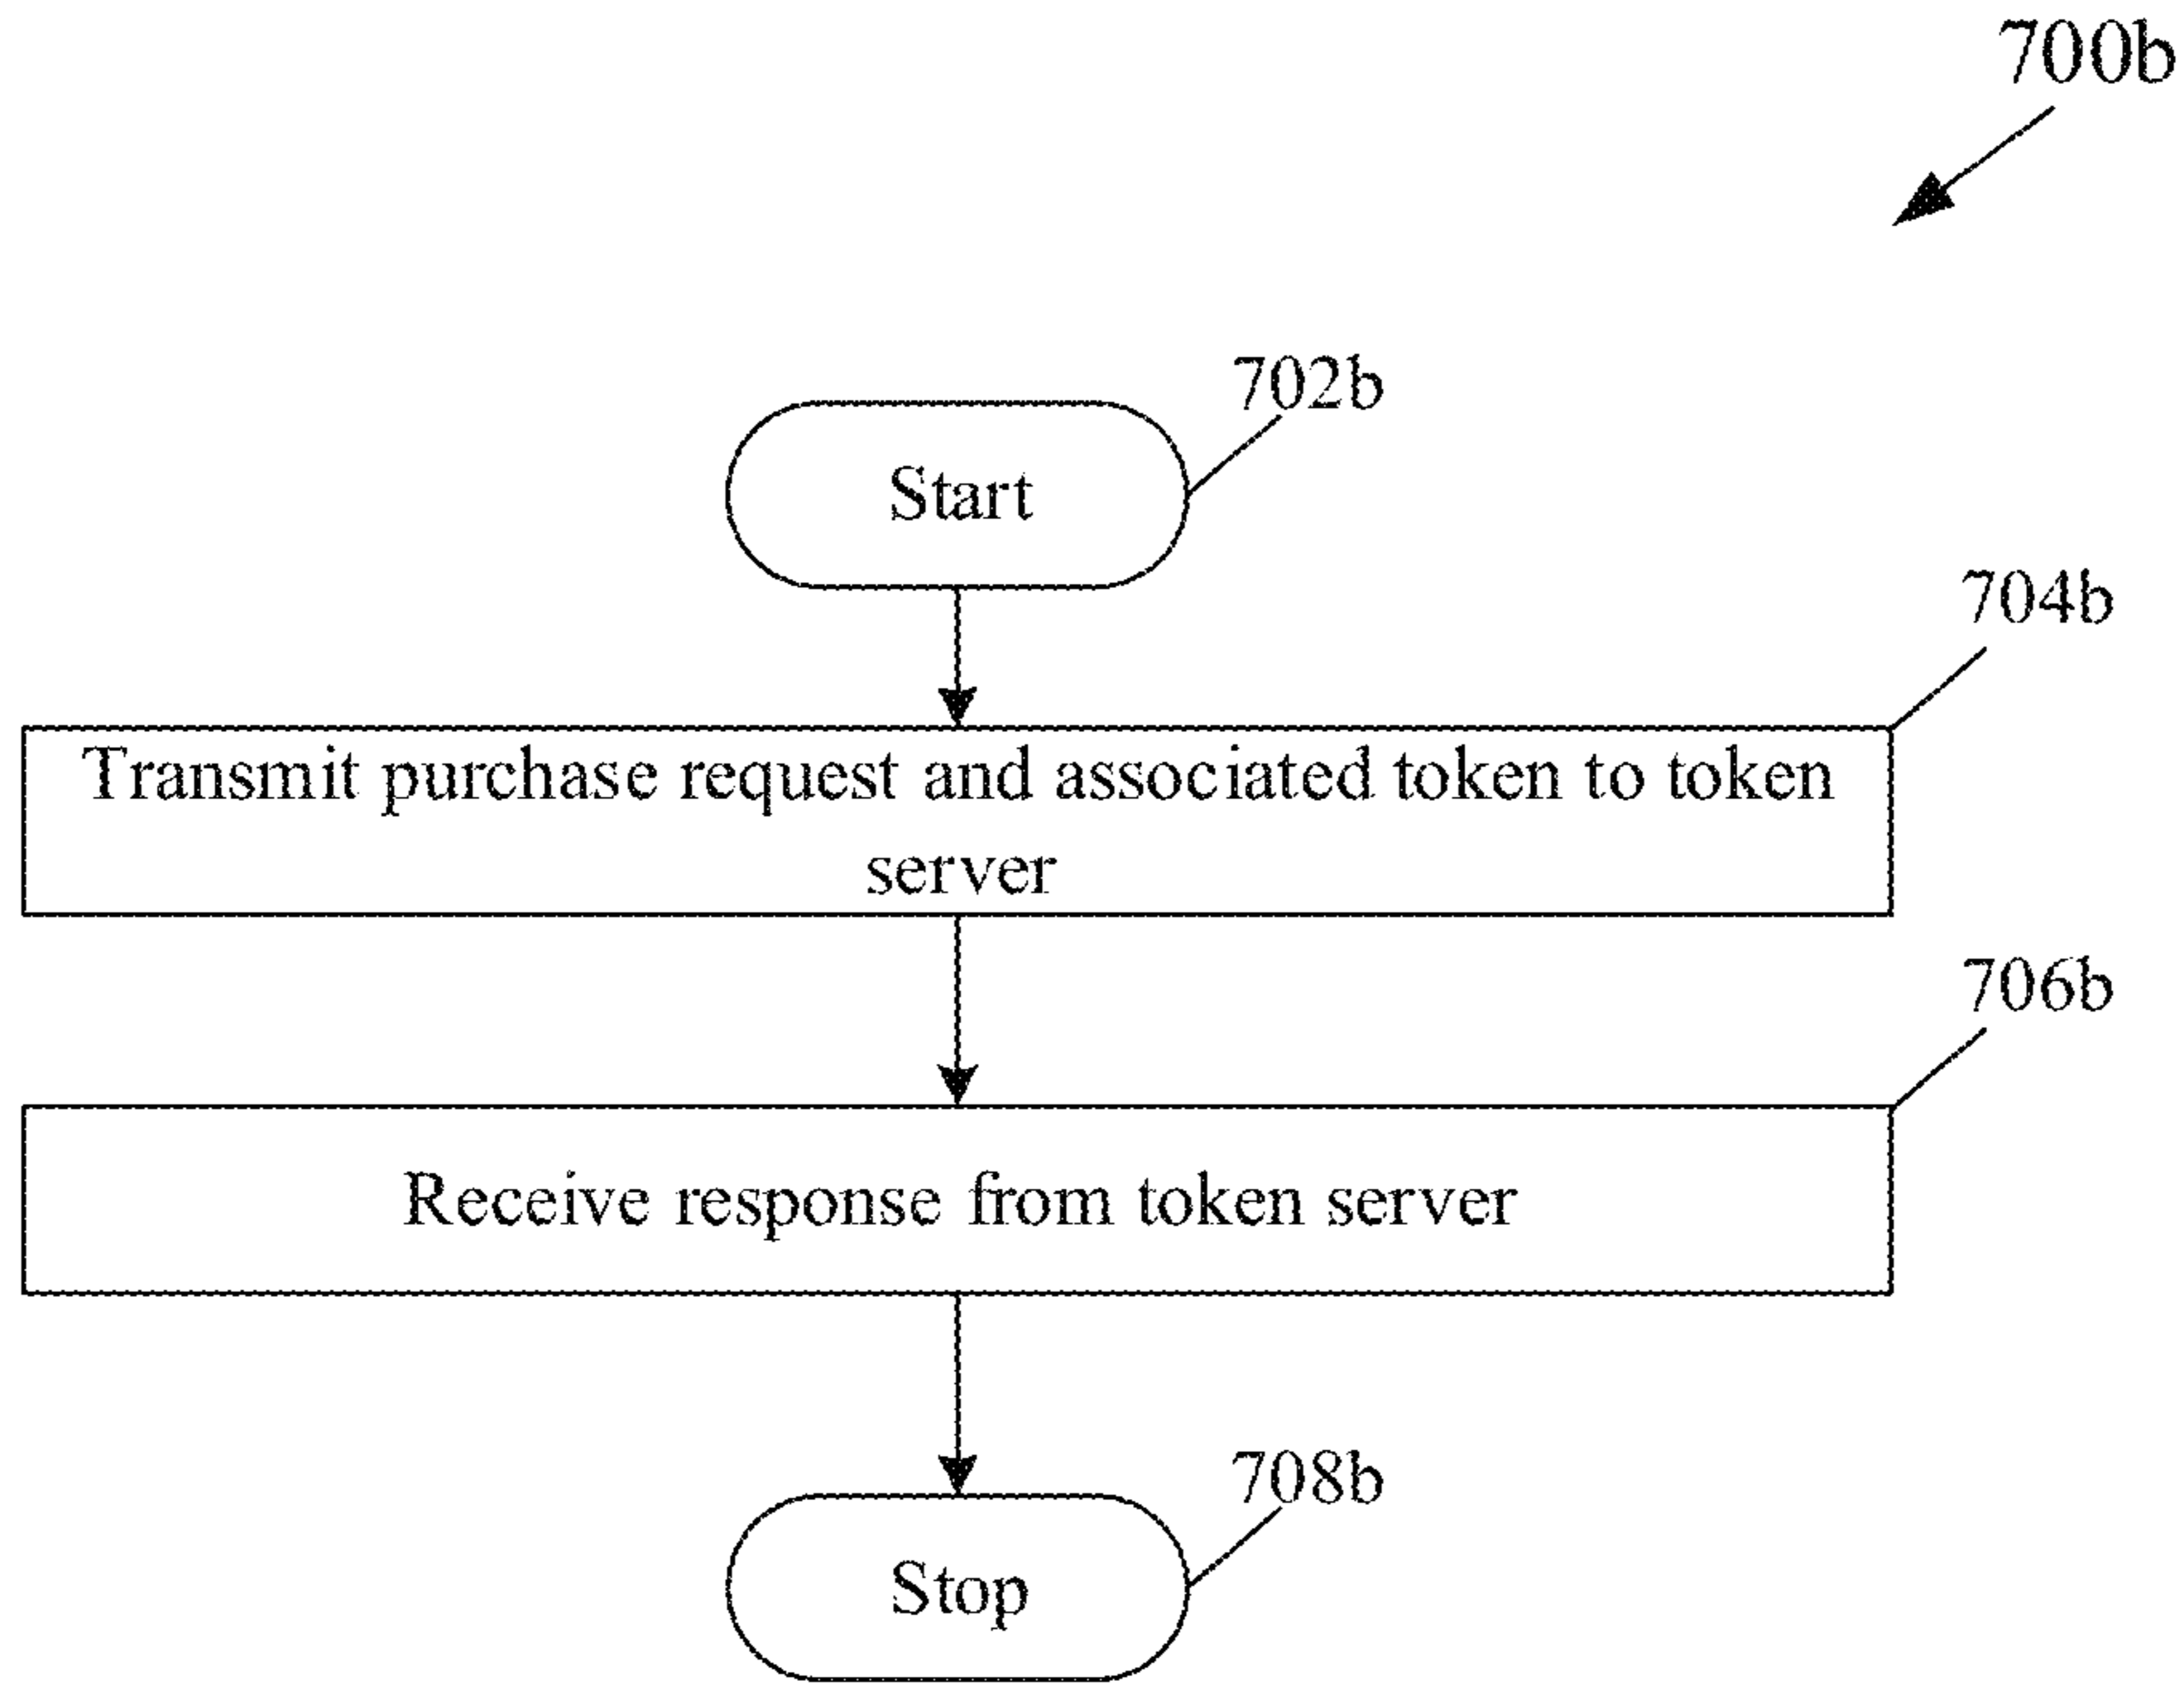 700b
702b
Start
704b
Transmit purchase request and associated token to token
server
706b
Receive response from token server
708b
Stop